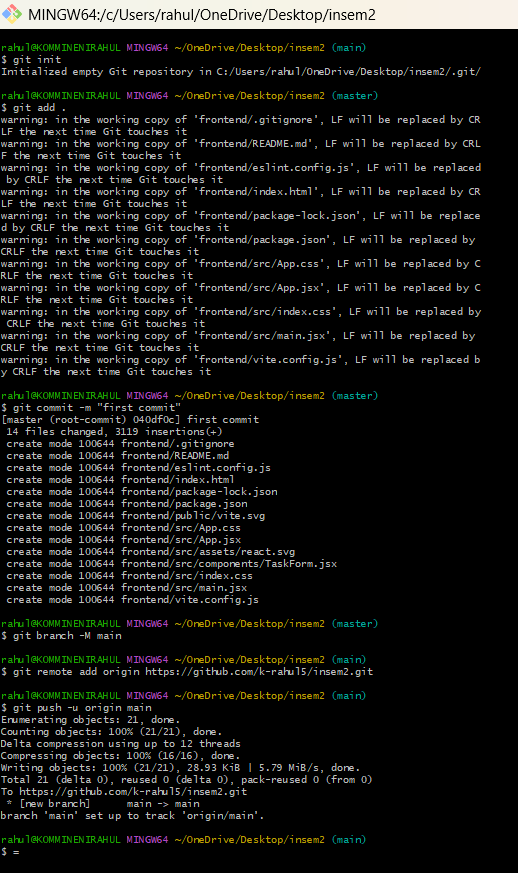 MINGW64:/c/Users/rahul/OneDrive/Desktop/insem2
rahul@KOMMINENIRAHUL MINGW64 ~/OneDrive/Desktop/insem2 (main)
$ git init
Initialized empty Git repository in C:/Users/rahul/OneDrive/Desktop/insem2/.git/
rahul@KOMMINENIRAHUL MINGW64 ~/OneDrive/Desktop/insem2 (master)
$ git add .
warning: in the working copy of 'frontend/.gitignore', LF will be replaced by CR
LF the next time Git touches it
warning: in the working copy of 'frontend/README.md', LF will be replaced by CRL
F the next time Git touches it
warning: in the working copy of 'frontend/eslint.config.js', LF will be replaced
 by CRLF the next time Git touches it
warning: in the working copy of 'frontend/index.html', LF will be replaced by CR
LF the next time Git touches it
warning: in the working copy of 'frontend/package-lock.json', LF will be replace
d by CRLF the next time Git touches it
warning: in the working copy of 'frontend/package.json', LF will be replaced by
CRLF the next time Git touches it
warning: in the working copy of 'frontend/src/App.css', LF will be replaced by C
RLF the next time Git touches it
warning: in the working copy of 'frontend/src/App.jsx', LF will be replaced by C
RLF the next time Git touches it
warning: in the working copy of 'frontend/src/index.css', LF will be replaced by
 CRLF the next time Git touches it
warning: in the working copy of 'frontend/src/main.jsx', LF will be replaced by
CRLF the next time Git touches it
warning: in the working copy of 'frontend/vite.config.js', LF will be replaced b
y CRLF the next time Git touches it
rahul@KOMMINENIRAHUL MINGW64 ~/OneDrive/Desktop/insem2 (master)
$ git commit -m "first commit"
[master (root-commit) 040df0c] first commit
 14 files changed, 3119 insertions(+)
 create mode 100644 frontend/.gitignore
 create mode 100644 frontend/README.md
 create mode 100644 frontend/eslint.config.js
 create mode 100644 frontend/index.html
 create mode 100644 frontend/package-lock.json
 create mode 100644 frontend/package.json
 create mode 100644 frontend/public/vite.svg
 create mode 100644 frontend/src/App.css
 create mode 100644 frontend/src/App.jsx
 create mode 100644 frontend/src/assets/react.svg
 create mode 100644 frontend/src/components/TaskForm.jsx
 create mode 100644 frontend/src/index.css
 create mode 100644 frontend/src/main.jsx
 create mode 100644 frontend/vite.config.js
rahul@KOMMINENIRAHUL MINGW64 ~/OneDrive/Desktop/insem2 (master)
$ git branch -M main
rahul@KOMMINENIRAHUL MINGW64 ~/OneDrive/Desktop/insem2 (main)
$ git remote add origin https://github.com/k-rahul5/insem2.git
rahul@KOMMINENIRAHUL MINGW64 ~/OneDrive/Desktop/insem2 (main)
$ git push -u origin main
Enumerating objects: 21, done.
Counting objects: 100% (21/21), done.
Delta compression using up to 12 threads
Compressing objects: 100% (16/16), done.
Writing objects: 100% (21/21), 28.93 KiB | 5.79 MiB/s, done.
Total 21 (delta 0), reused 0 (delta 0), pack-reused 0 (from 0)
To https://github.com/k-rahul5/insem2.git
 * [new branch]      main -> main
branch 'main' set up to track 'origin/main'.
rahul@KOMMINENIRAHUL MINGW64 ~/OneDrive/Desktop/insem2 (main)
$ =